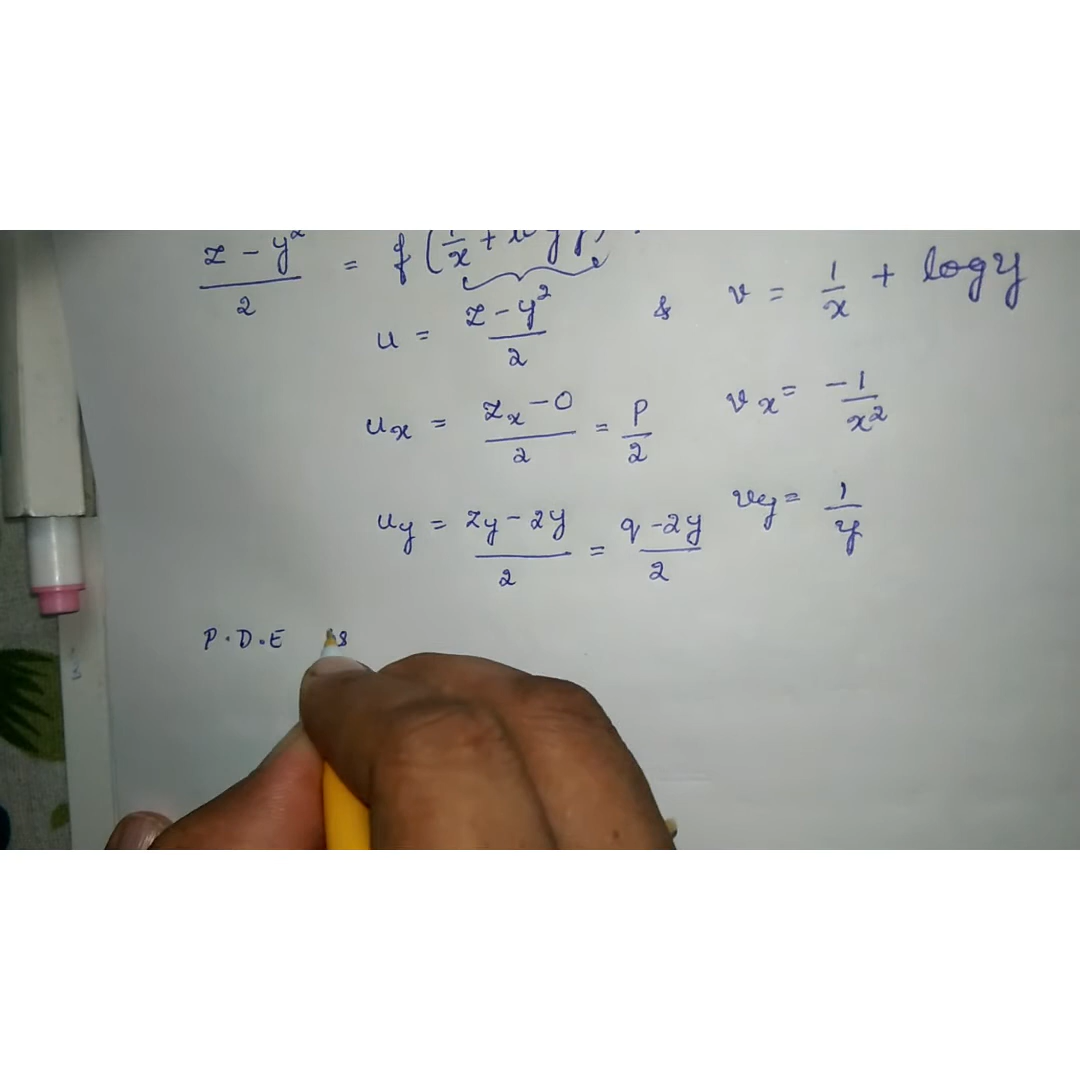 z - y² / 2 = f(1/x + log y)
u = z - y² / 2 & v = 1/x + log y
uₓ = zₓ - 0 / 2 = P/2 vₓ = -1/x²
u_y = z_y - 2y / 2 = q - 2y / 2 v_y = 1/y
P.D.E is